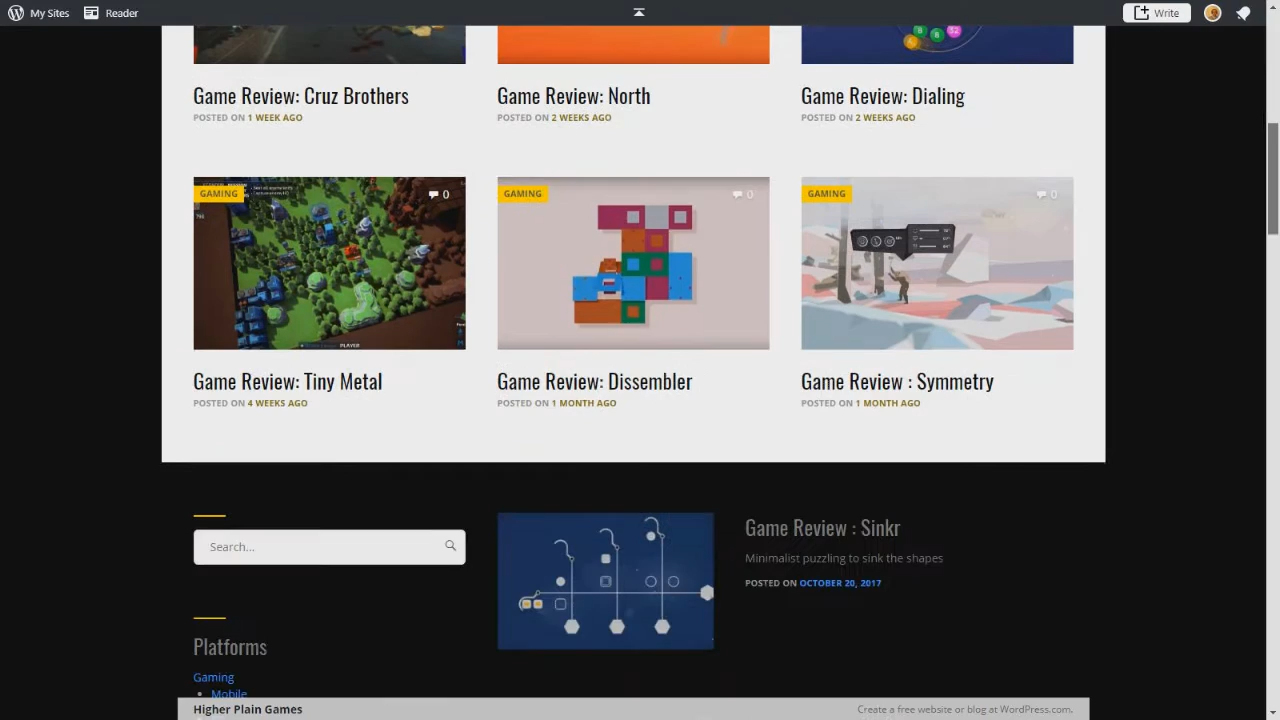 My Sites
Reader
Write
Game Review: Cruz Brothers
POSTED ON 1 WEEK AGO
Game Review: North
POSTED ON 2 WEEKS AGO
Game Review: Dialing
POSTED ON 2 WEEKS AGO
GAMING
0
PLAYER
Game Review: Tiny Metal
POSTED ON 4 WEEKS AGO
GAMING
0
Game Review: Dissembler
POSTED ON 1 MONTH AGO
GAMING
0
Game Review : Symmetry
POSTED ON 1 MONTH AGO
Search...
Game Review : Sinkr
Minimalist puzzling to sink the shapes
POSTED ON OCTOBER 20, 2017
Platforms
Gaming
Mobile
Higher Plain Games
Create a free website or blog at WordPress.com.